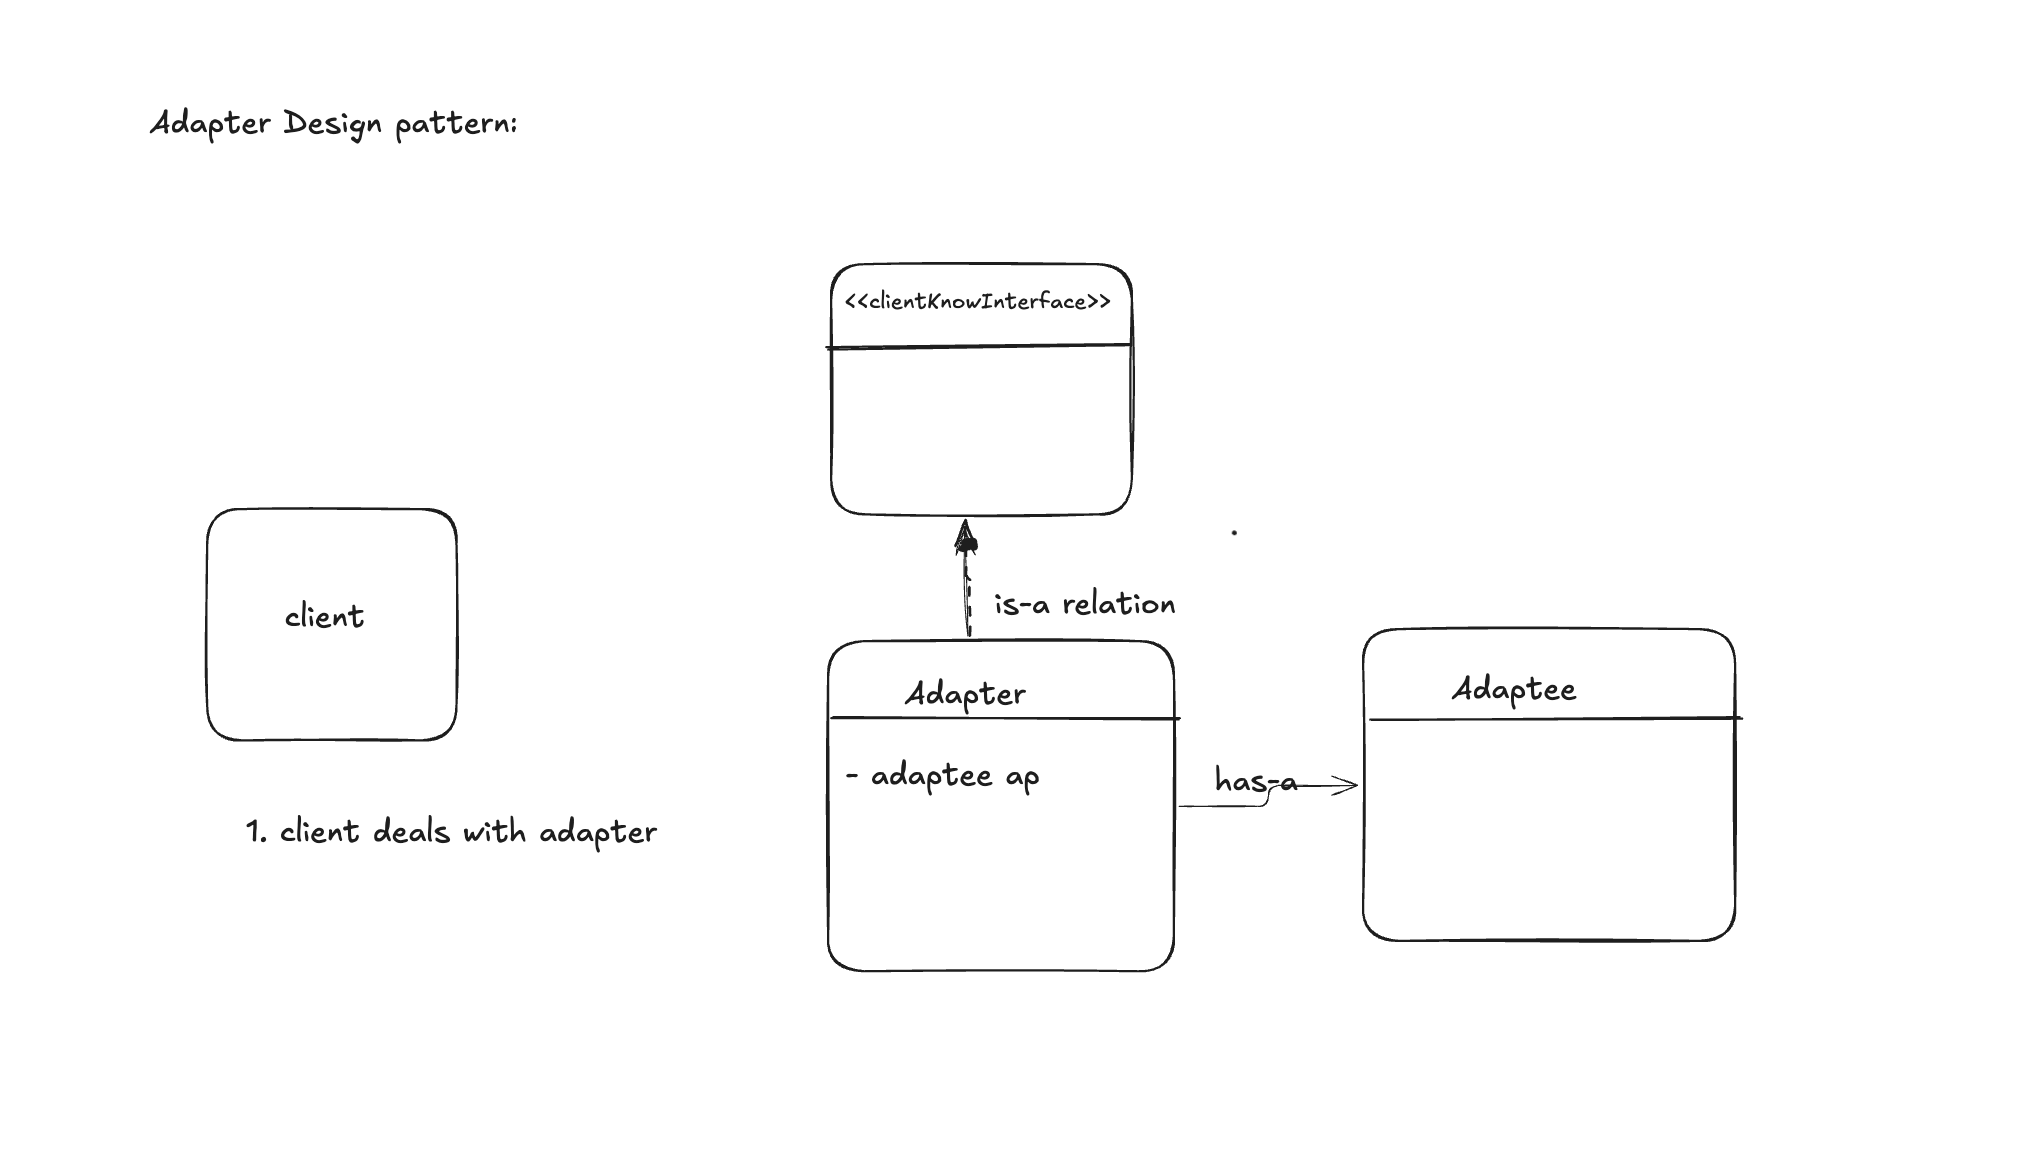 Adapter Design pattern:
<<clientKnowInterface>>
client
is-a relation
Adapter
Adaptee
- adaptee ap
has-a
1. client deals with adapter